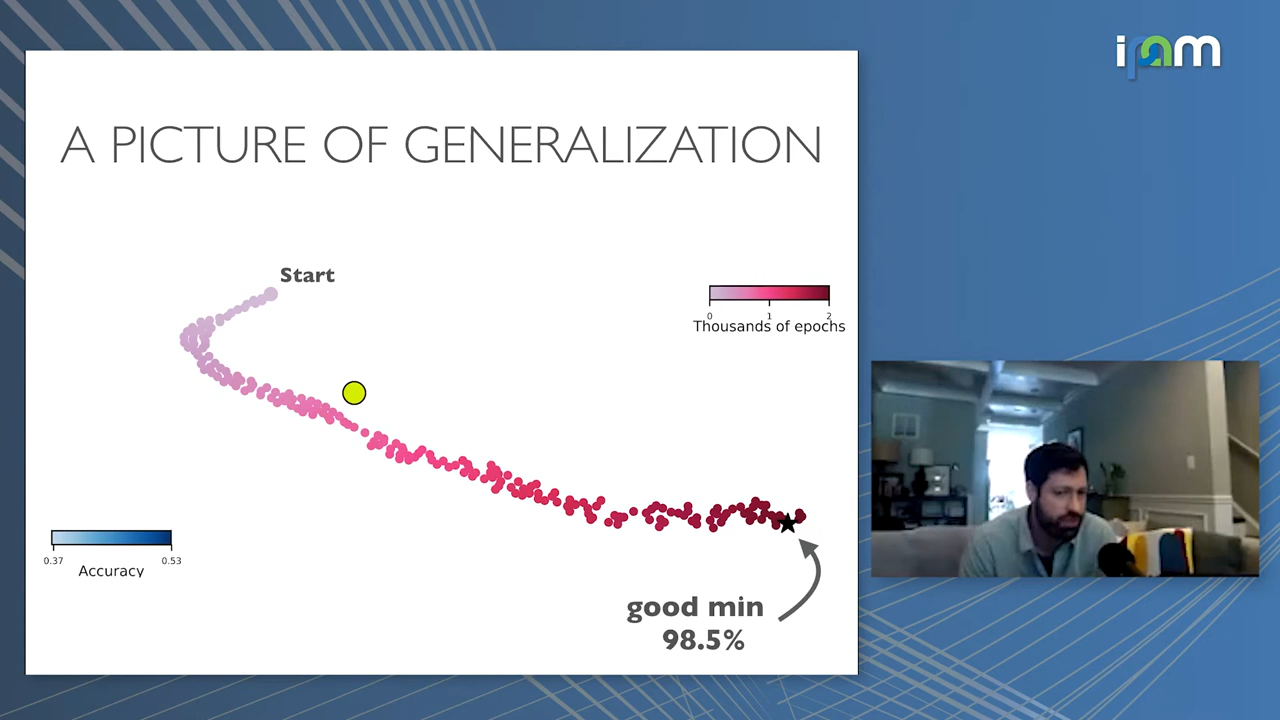 ipam
A PICTURE OF GENERALIZATION
Start
0 1 2
Thousands of epochs
0.37 0.53
Accuracy
good min
98.5%